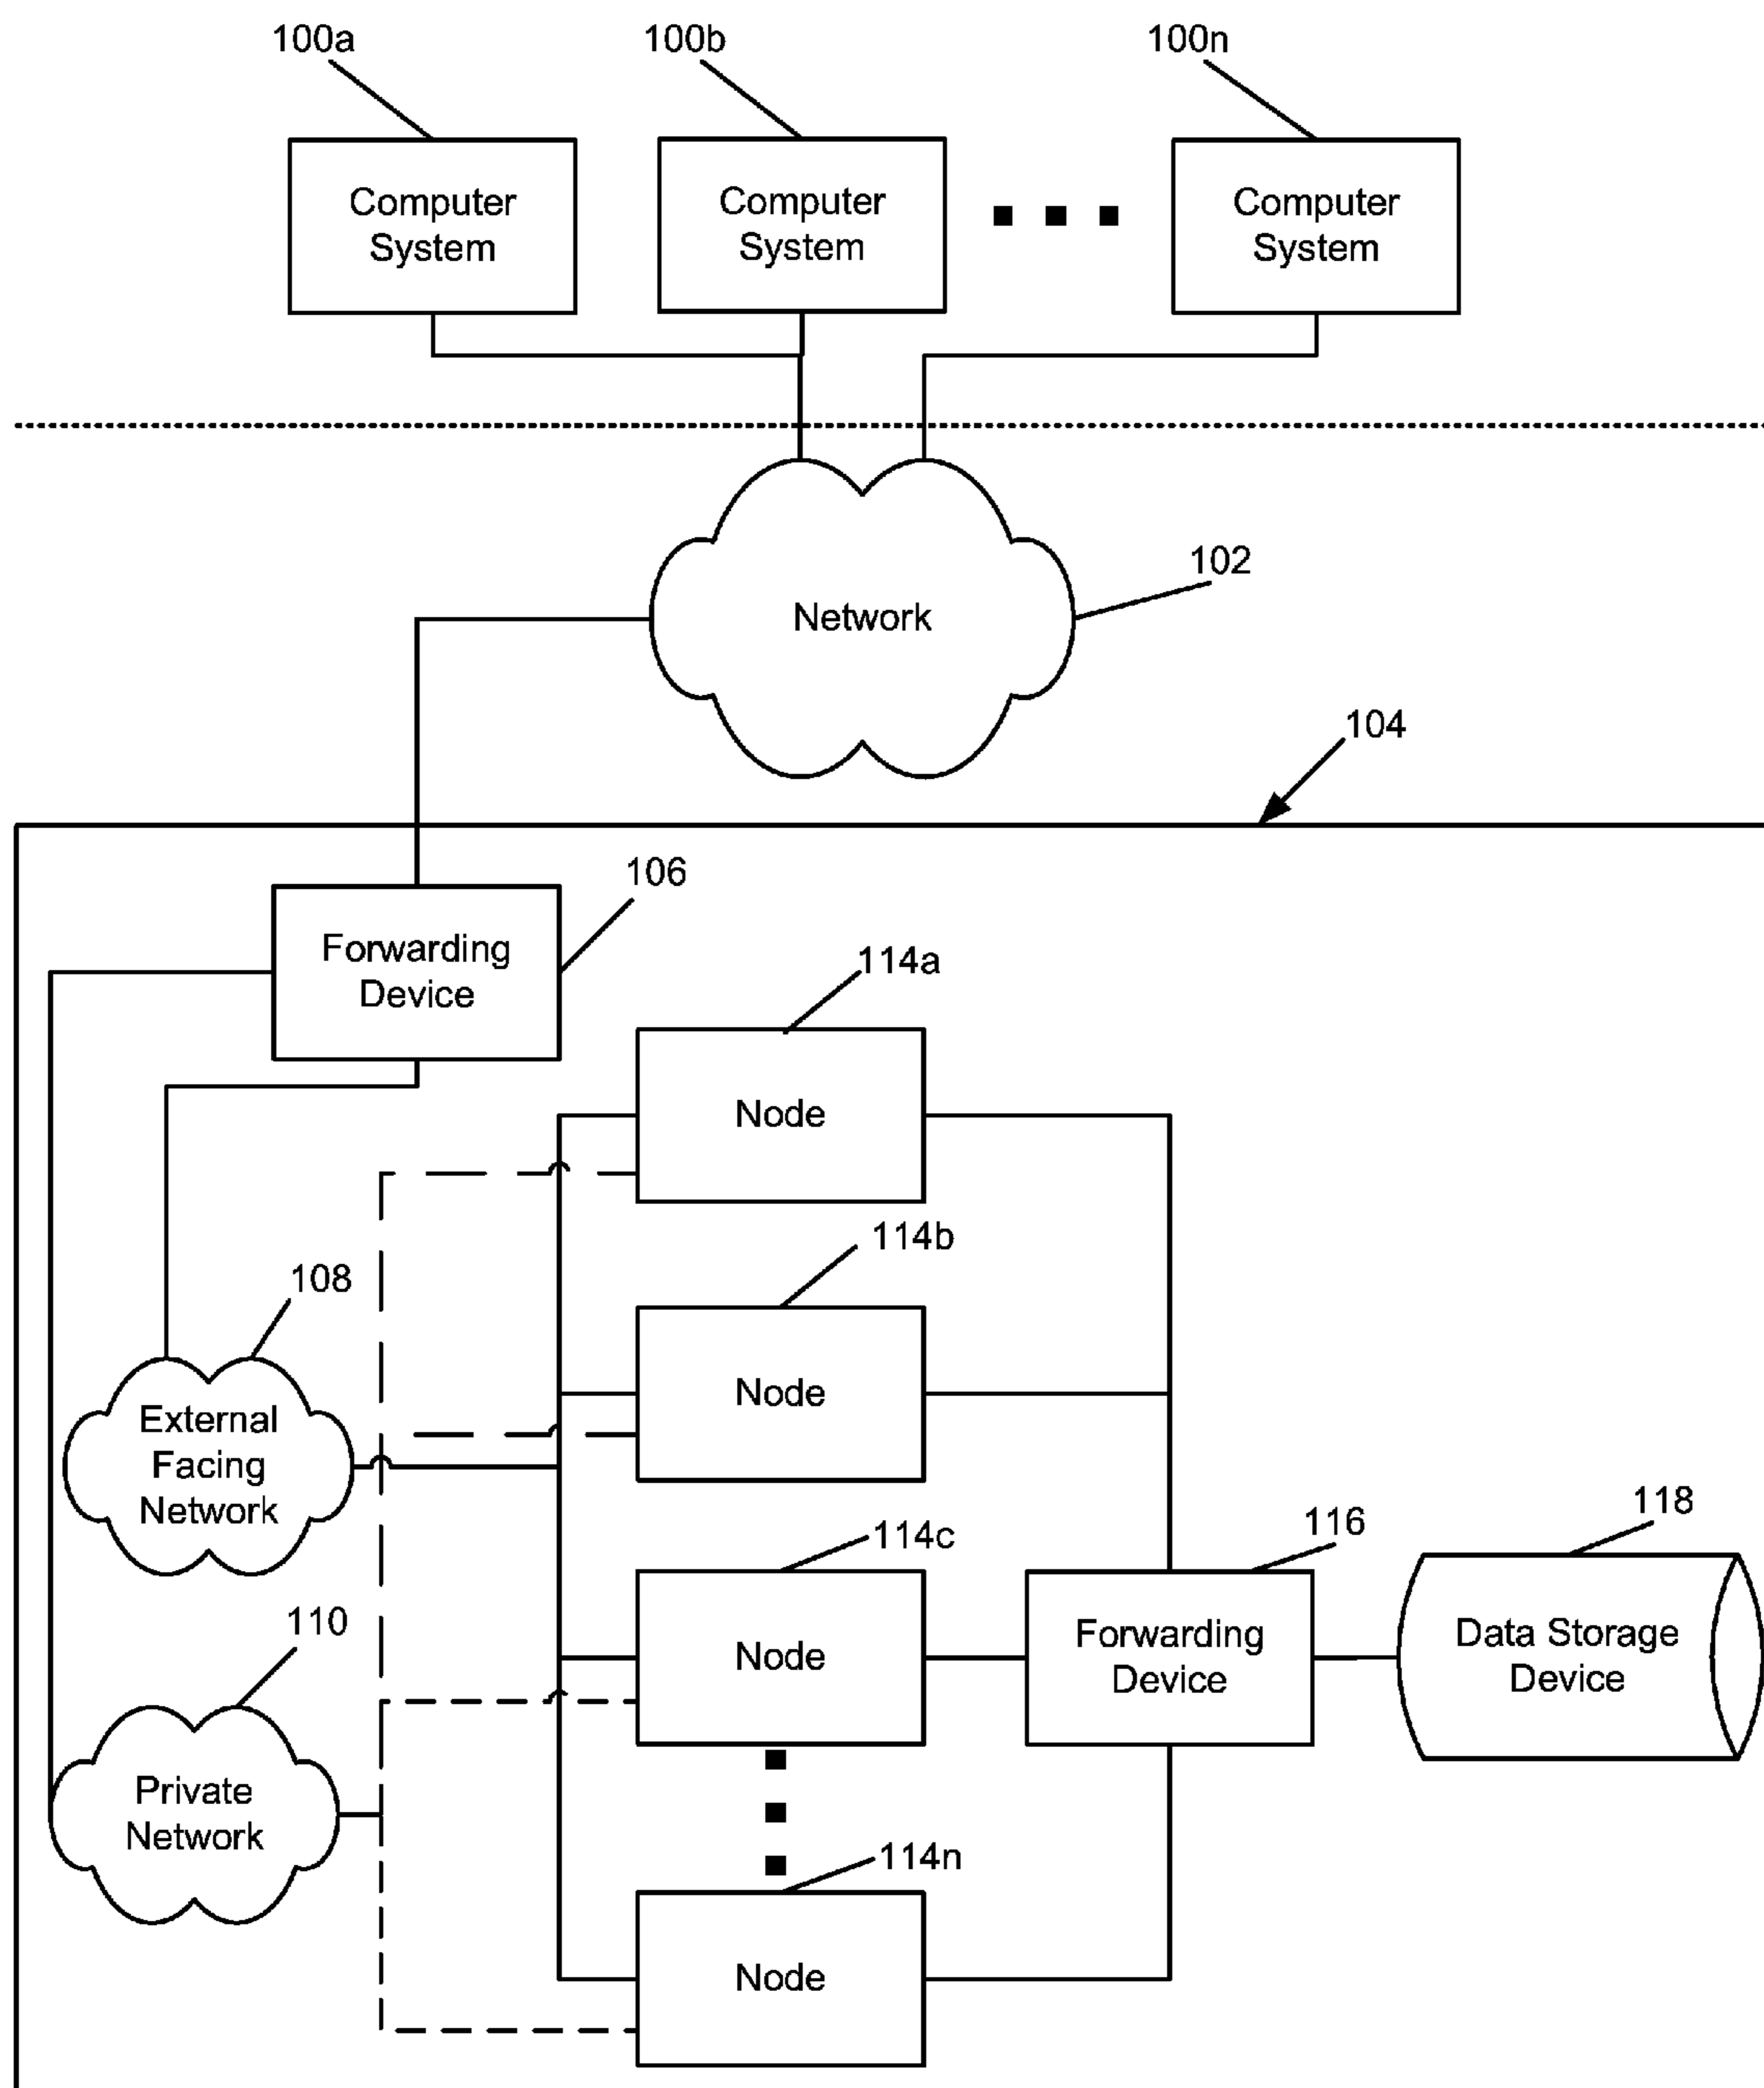 100a
100b
100n
Computer
System
Computer
System
Computer
System
102
Network
104
106
Forwarding
Device
114a
Node
114b
Node
108
External
Facing
Network
114c
Node
116
Forwarding
Device
118
Data Storage
Device
110
Private
Network
114n
Node